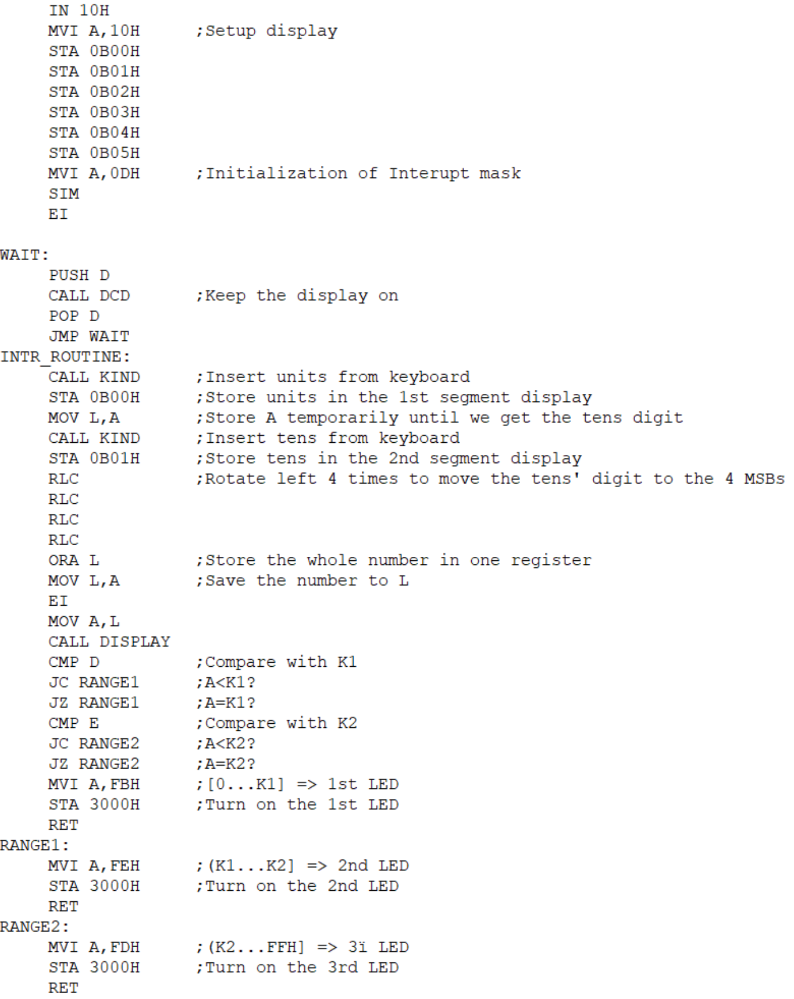 IN 10H
MVI A,10H ;Setup display
STA 0B00H
STA 0B01H
STA 0B02H
STA 0B03H
STA 0B04H
STA 0B05H
MVI A,0DH ;Initialization of Interupt mask
SIM
EI
WAIT:
PUSH D
CALL DCD ;Keep the display on
POP D
JMP WAIT
INTR_ROUTINE:
CALL KIND ;Insert units from keyboard
STA 0B00H ;Store units in the 1st segment display
MOV L,A ;Store A temporarily until we get the tens digit
CALL KIND ;Insert tens from keyboard
STA 0B01H ;Store tens in the 2nd segment display
RLC ;Rotate left 4 times to move the tens' digit to the 4 MSBs
RLC
RLC
RLC
ORA L ;Store the whole number in one register
MOV L,A ;Save the number to L
EI
MOV A,L
CALL DISPLAY
CMP D ;Compare with K1
JC RANGE1 ;A<K1?
JZ RANGE1 ;A=K1?
CMP E ;Compare with K2
JC RANGE2 ;A<K2?
JZ RANGE2 ;A=K2?
MVI A,FBH ;[0...K1] => 1st LED
STA 3000H ;Turn on the 1st LED
RET
RANGE1:
MVI A,FEH ;(K1...K2] => 2nd LED
STA 3000H ;Turn on the 2nd LED
RET
RANGE2:
MVI A,FDH ;(K2...FFH] => 3ï LED
STA 3000H ;Turn on the 3rd LED
RET